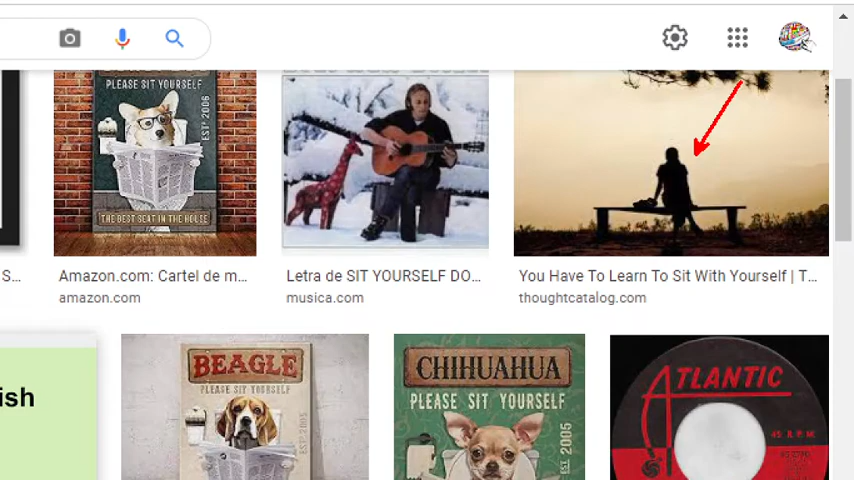 PLEASE SIT YOURSELF
EST 2006
THE BEST SEAT IN THE HOUSE
S...
Amazon.com: Cartel de m...
amazon.com
Letra de SIT YOURSELF DO...
musica.com
You Have To Learn To Sit With Yourself | T...
thoughtcatalog.com
ish
BEAGLE
PLEASE SIT YOURSELF
CHIHUAHUA
PLEASE SIT YOURSELF
EST 2005
ATLANTIC
45 R.P.M.